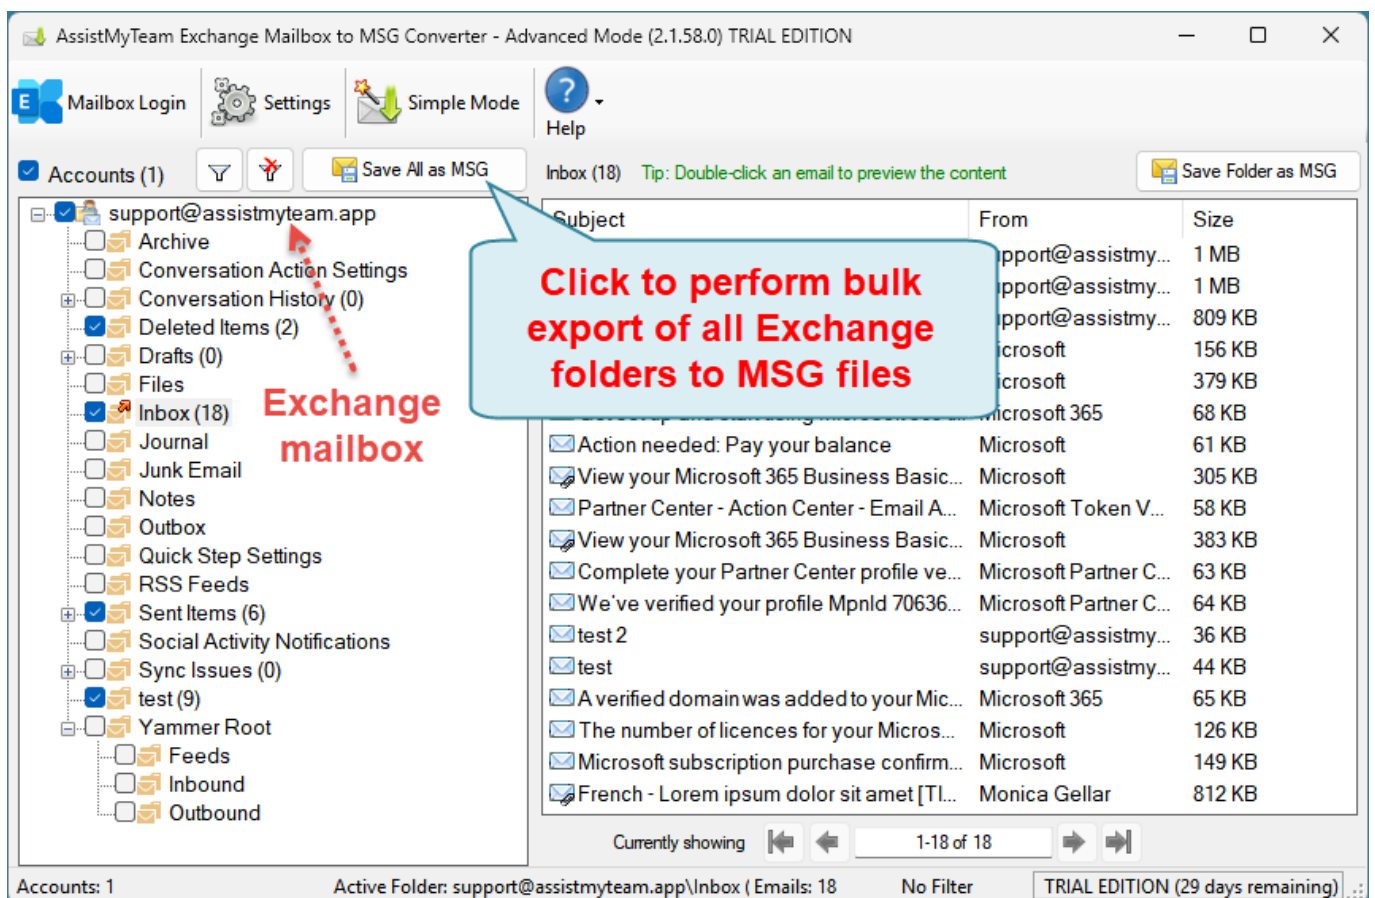 AssistMyTeam Exchange Mailbox to MSG Converter - Advanced Mode (2.1.58.0) TRIAL EDITION
Mailbox Login
Settings
Simple Mode
Help
Accounts (1)
Save All as MSG
Inbox (18)
Tip: Double-click an email to preview the content
Save Folder as MSG
support@assistmyteam.app
Archive
Conversation Action Settings
Conversation History (0)
Deleted Items (2)
Drafts (0)
Files
Inbox (18)
Journal
Junk Email
Notes
Outbox
Quick Step Settings
RSS Feeds
Sent Items (6)
Social Activity Notifications
Sync Issues (0)
test (9)
Yammer Root
Feeds
Inbound
Outbound
Exchange
mailbox
Click to perform bulk
export of all Exchange
folders to MSG files
Subject From Size
support@assistmy... 1 MB
support@assistmy... 1 MB
support@assistmy... 809 KB
Microsoft 156 KB
Microsoft 379 KB
Microsoft 365 68 KB
Action needed: Pay your balance Microsoft 61 KB
View your Microsoft 365 Business Basic... Microsoft 305 KB
Partner Center - Action Center - Email A... Microsoft Token V... 58 KB
View your Microsoft 365 Business Basic... Microsoft 383 KB
Complete your Partner Center profile ve... Microsoft Partner C... 63 KB
We've verified your profile MpnId 70636... Microsoft Partner C... 64 KB
test 2 support@assistmy... 36 KB
test support@assistmy... 44 KB
A verified domain was added to your Mic... Microsoft 365 65 KB
The number of licences for your Micros... Microsoft 126 KB
Microsoft subscription purchase confirm... Microsoft 149 KB
French - Lorem ipsum dolor sit amet [TI... Monica Gellar 812 KB
Currently showing 1-18 of 18
Accounts: 1
Active Folder: support@assistmyteam.app\Inbox ( Emails: 18
No Filter
TRIAL EDITION (29 days remaining)